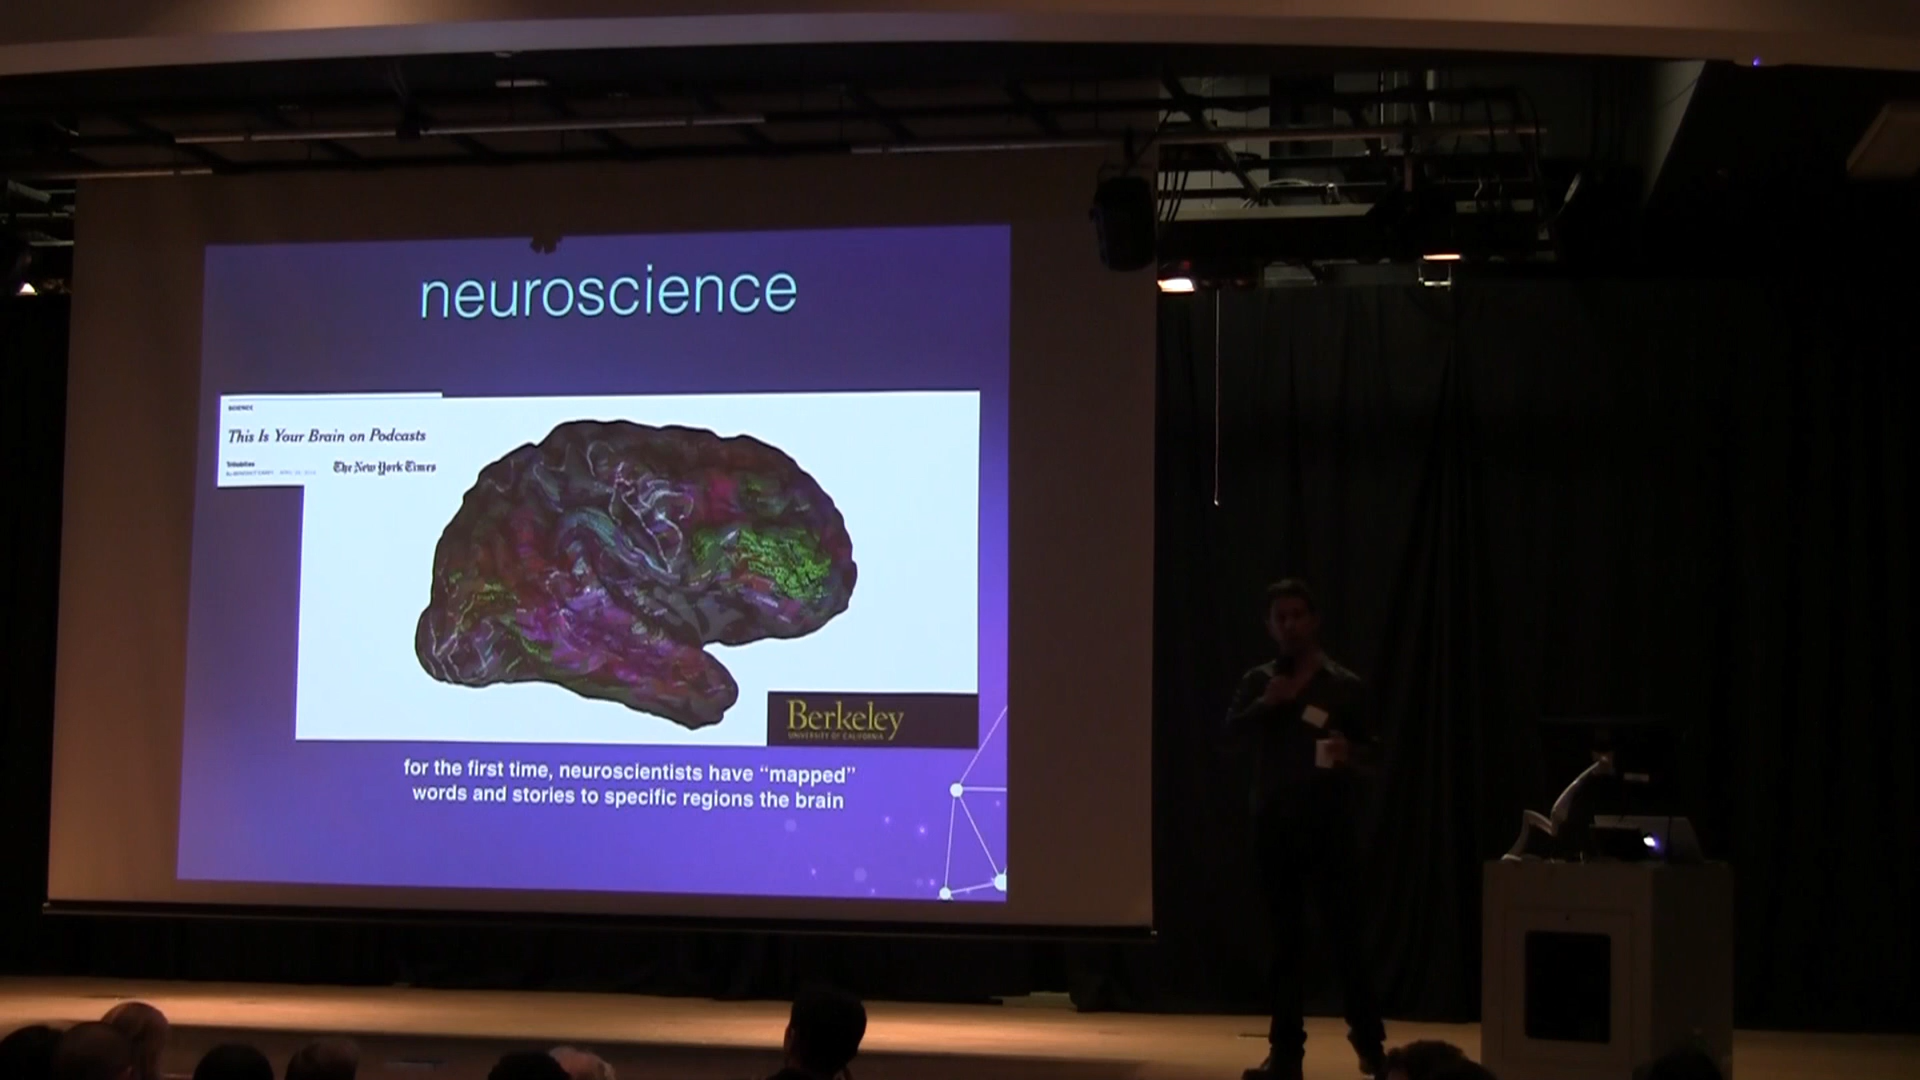 neuroscience
SCIENCE
This Is Your Brain on Podcasts
Trilobites
The New York Times
Berkeley
UNIVERSITY OF CALIFORNIA
for the first time, neuroscientists have “mapped”
words and stories to specific regions the brain